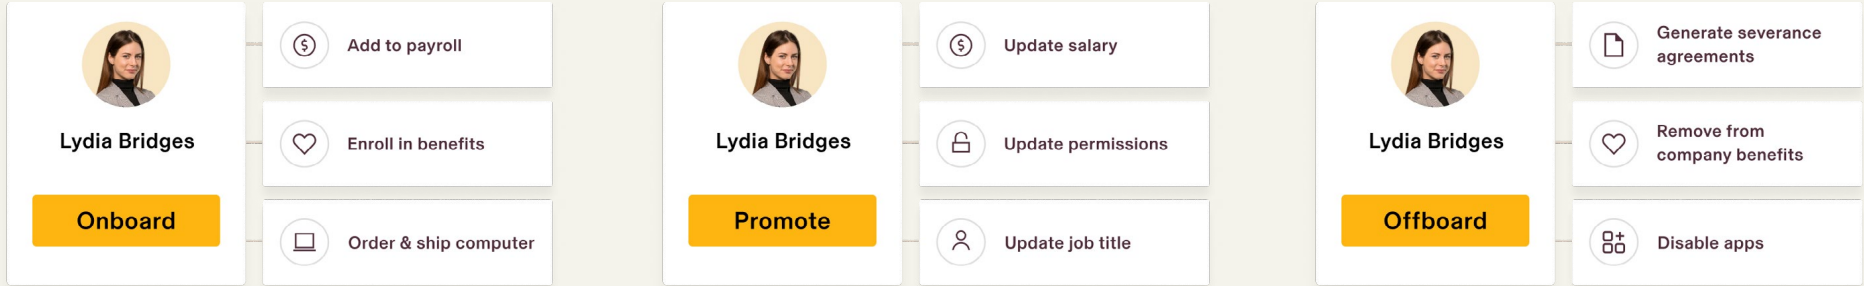 Lydia Bridges
Onboard
Add to payroll
Enroll in benefits
Order & ship computer
Lydia Bridges
Promote
Update salary
Update permissions
Update job title
Lydia Bridges
Offboard
Generate severance
agreements
Remove from
company benefits
Disable apps